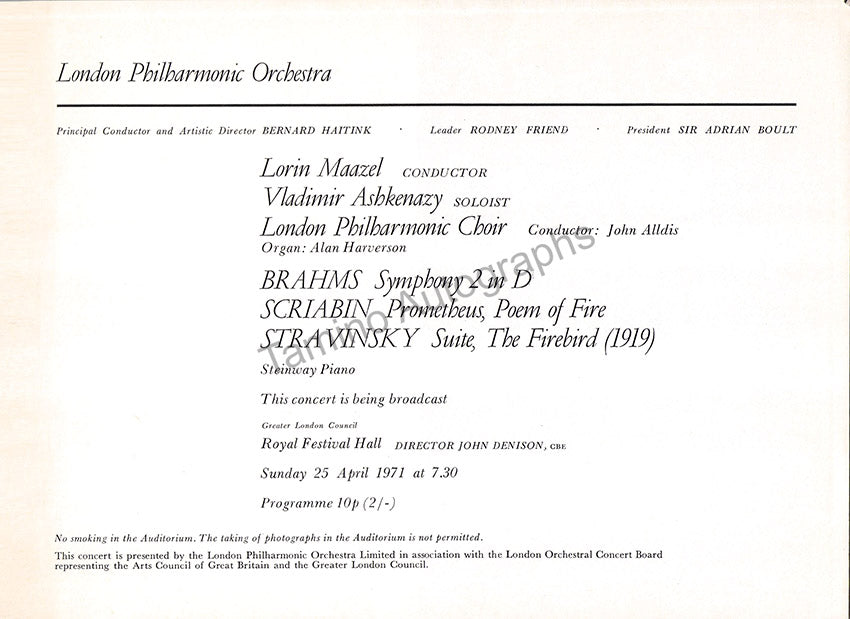 London Philharmonic Orchestra
Principal Conductor and Artistic Director BERNARD HAITINK · Leader RODNEY FRIEND · President SIR ADRIAN BOULT
Lorin Maazel CONDUCTOR
Vladimir Ashkenazy SOLOIST
London Philharmonic Choir Conductor: John Alldis
Organ: Alan Harverson
BRAHMS Symphony 2 in D
SCRIABIN Prometheus, Poem of Fire
STRAVINSKY Suite, The Firebird (1919)
Tamino Autographs
Steinway Piano
This concert is being broadcast
Greater London Council
Royal Festival Hall DIRECTOR JOHN DENISON, CBE
Sunday 25 April 1971 at 7.30
Programme 10p (2/-)
No smoking in the Auditorium. The taking of photographs in the Auditorium is not permitted.
This concert is presented by the London Philharmonic Orchestra Limited in association with the London Orchestral Concert Board
representing the Arts Council of Great Britain and the Greater London Council.